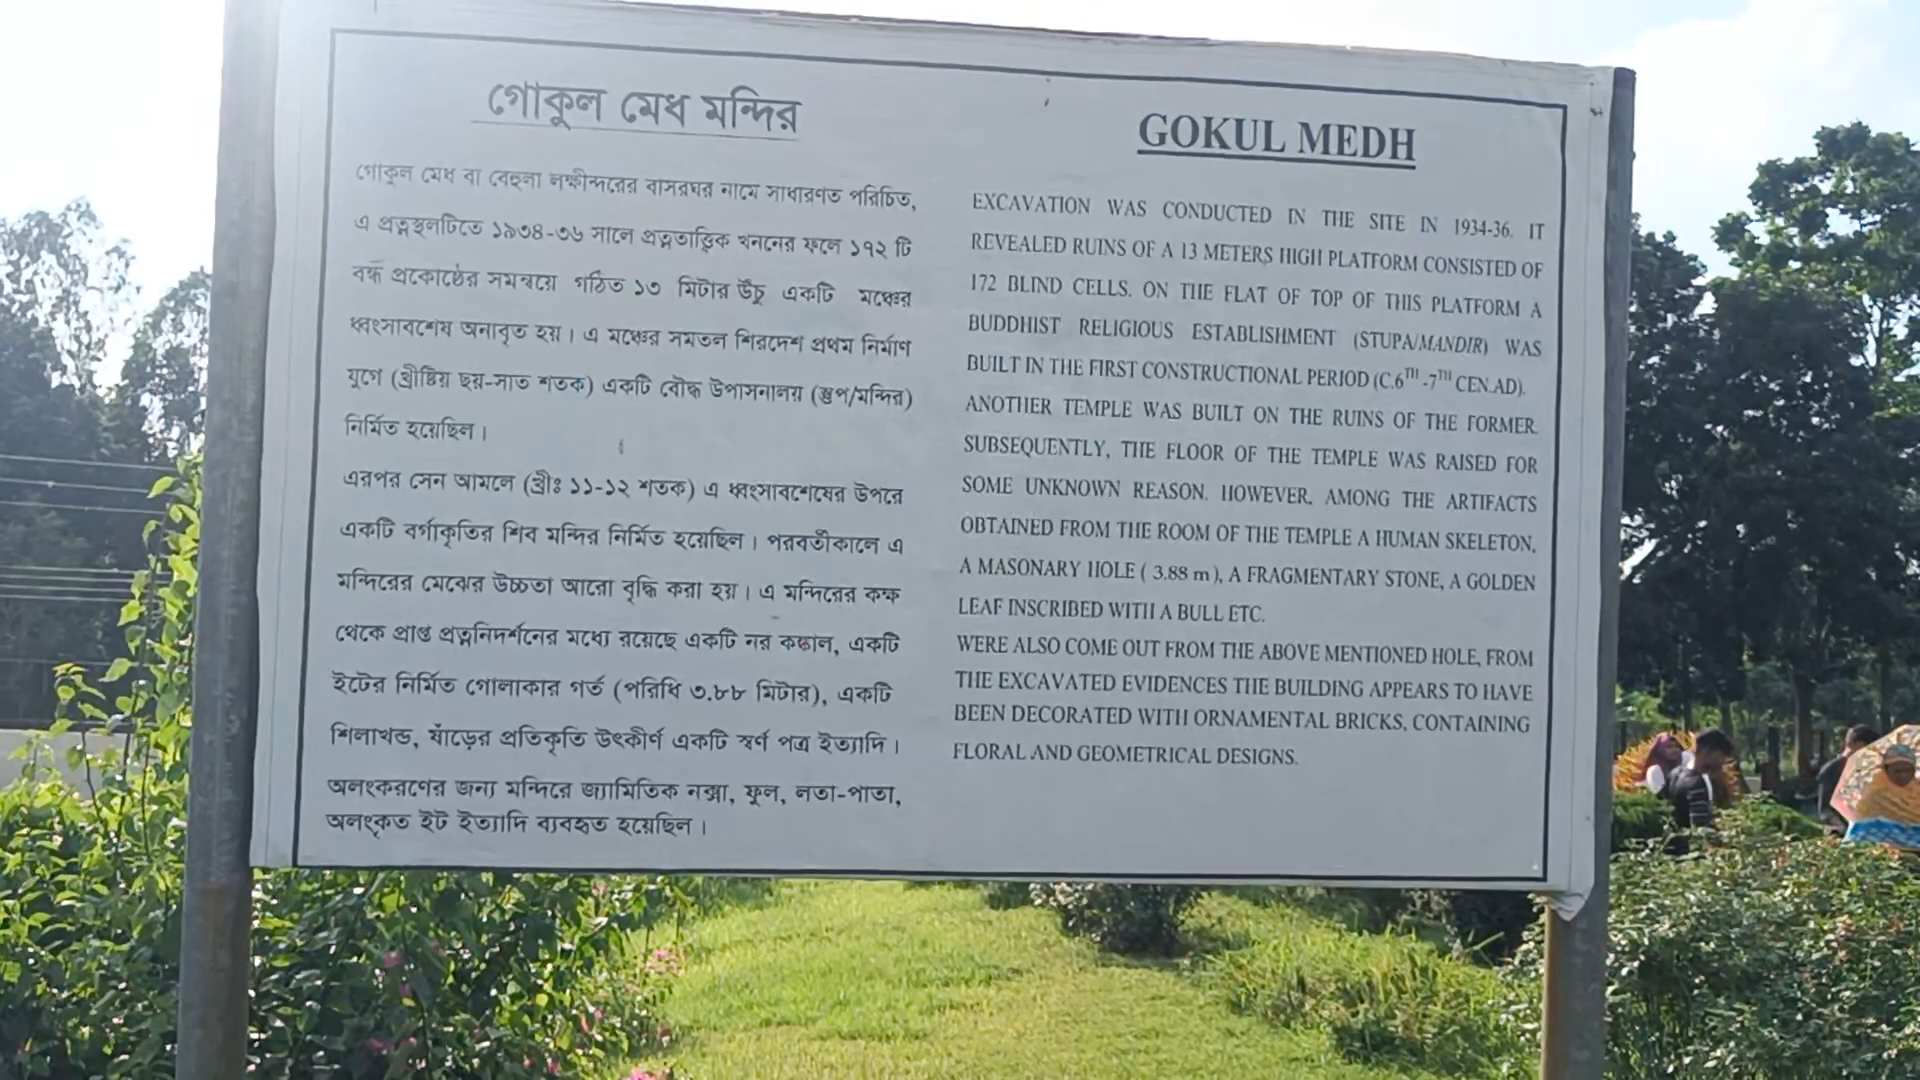 গোকুল মেধ মন্দির
গোকুল মেধ বা বেহুলা লক্ষীন্দরের বাসরঘর নামে সাধারণত পরিচিত,
এ প্রত্নস্থলটিতে ১৯৩৪-৩৬ সালে প্রত্নতাত্ত্বিক খননের ফলে ১৭২ টি
বন্ধ প্রকোষ্ঠের সমন্বয়ে গঠিত ১৩ মিটার উঁচু একটি মঞ্চের
ধ্বংসাবশেষ অনাবৃত হয়। এ মঞ্চের সমতল শিরদেশ প্রথম নির্মাণ
যুগে (খ্রীষ্টিয় ছয়-সাত শতক) একটি বৌদ্ধ উপাসনালয় (স্তুপ/মন্দির)
নির্মিত হয়েছিল।
এরপর সেন আমলে (খ্রীঃ ১১-১২ শতক) এ ধ্বংসাবশেষের উপরে
একটি বর্গাকৃতির শিব মন্দির নির্মিত হয়েছিল। পরবর্তীকালে এ
মন্দিরের মেঝের উচ্চতা আরো বৃদ্ধি করা হয়। এ মন্দিরের কক্ষ
থেকে প্রাপ্ত প্রত্ননিদর্শনের মধ্যে রয়েছে একটি নর কঙ্কাল, একটি
ইটের নির্মিত গোলাকার গর্ত (পরিধি ৩.৮৮ মিটার), একটি
শিলাখন্ড, ষাঁড়ের প্রতিকৃতি উৎকীর্ণ একটি স্বর্ণ পত্র ইত্যাদি।
অলংকরণের জন্য মন্দিরে জ্যামিতিক নক্সা, ফুল, লতা-পাতা,
অলংকৃত ইট ইত্যাদি ব্যবহৃত হয়েছিল।
GOKUL MEDH
EXCAVATION WAS CONDUCTED IN THE SITE IN 1934-36. IT
REVEALED RUINS OF A 13 METERS HIGH PLATFORM CONSISTED OF
172 BLIND CELLS. ON THE FLAT OF TOP OF THIS PLATFORM A
BUDDHIST RELIGIOUS ESTABLISHMENT (STUPA/MANDIR) WAS
BUILT IN THE FIRST CONSTRUCTIONAL PERIOD (C.6TH -7TH CEN.AD).
ANOTHER TEMPLE WAS BUILT ON THE RUINS OF THE FORMER.
SUBSEQUENTLY, THE FLOOR OF THE TEMPLE WAS RAISED FOR
SOME UNKNOWN REASON. HOWEVER, AMONG THE ARTIFACTS
OBTAINED FROM THE ROOM OF THE TEMPLE A HUMAN SKELETON,
A MASONARY HOLE ( 3.88 m ), A FRAGMENTARY STONE, A GOLDEN
LEAF INSCRIBED WITH A BULL ETC.
WERE ALSO COME OUT FROM THE ABOVE MENTIONED HOLE, FROM
THE EXCAVATED EVIDENCES THE BUILDING APPEARS TO HAVE
BEEN DECORATED WITH ORNAMENTAL BRICKS, CONTAINING
FLORAL AND GEOMETRICAL DESIGNS.